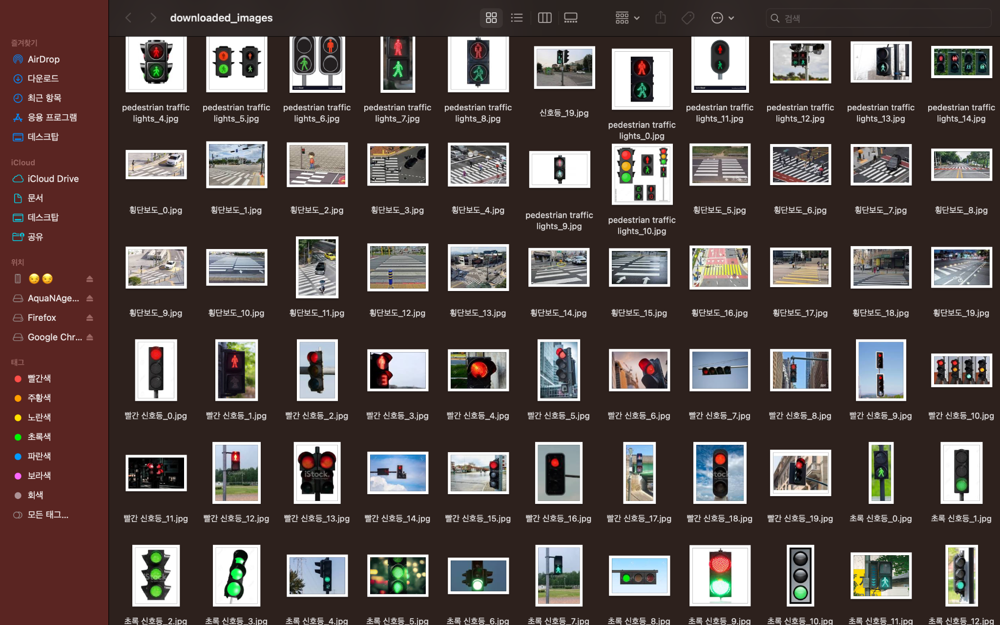 downloaded_images
검색
즐겨찾기
AirDrop
다운로드
최근 항목
응용 프로그램
데스크탑
iCloud
iCloud Drive
문서
데스크탑
공유
위치
😏😏
AquaNAge...
Firefox
Google Chr...
태그
빨간색
주황색
노란색
초록색
파란색
보라색
회색
모든 태그...
pedestrian traffic
lights_4.jpg
pedestrian traffic
lights_5.jpg
pedestrian traffic
lights_6.jpg
pedestrian traffic
lights_7.jpg
pedestrian traffic
lights_8.jpg
신호등_19.jpg
pedestrian traffic
lights_0.jpg
pedestrian traffic
lights_11.jpg
pedestrian traffic
lights_12.jpg
pedestrian traffic
lights_13.jpg
pedestrian traffic
lights_14.jpg
횡단보도_0.jpg
횡단보도_1.jpg
횡단보도_2.jpg
횡단보도_3.jpg
횡단보도_4.jpg
pedestrian traffic
lights_9.jpg
10
10
pedestrian traffic
lights_10.jpg
횡단보도_5.jpg
횡단보도_6.jpg
횡단보도_7.jpg
횡단보도_8.jpg
횡단보도_9.jpg
횡단보도_10.jpg
횡단보도_11.jpg
횡단보도_12.jpg
횡단보도_13.jpg
횡단보도_14.jpg
횡단보도_15.jpg
횡단보도_16.jpg
횡단보도_17.jpg
횡단보도_18.jpg
횡단보도_19.jpg
3
빨간 신호등_0.jpg
빨간 신호등_1.jpg
빨간 신호등_2.jpg
빨간 신호등_3.jpg
빨간 신호등_4.jpg
빨간 신호등_5.jpg
빨간 신호등_6.jpg
빨간 신호등_7.jpg
빨간 신호등_8.jpg
빨간 신호등_9.jpg
빨간 신호등_10.jpg
CrowdPic
iStock
iStock
빨간 신호등_11.jpg
빨간 신호등_12.jpg
빨간 신호등_13.jpg
빨간 신호등_14.jpg
빨간 신호등_15.jpg
빨간 신호등_16.jpg
빨간 신호등_17.jpg
빨간 신호등_18.jpg
빨간 신호등_19.jpg
초록 신호등_0.jpg
초록 신호등_1.jpg
iStock
12
초록 신호등_2.jpg
초록 신호등_3.jpg
초록 신호등_4.jpg
초록 신호등_5.jpg
초록 신호등_6.jpg
초록 신호등_7.jpg
초록 신호등_8.jpg
초록 신호등_9.jpg
초록 신호등_10.jpg
초록 신호등_11.jpg
초록 신호등_12.jpg